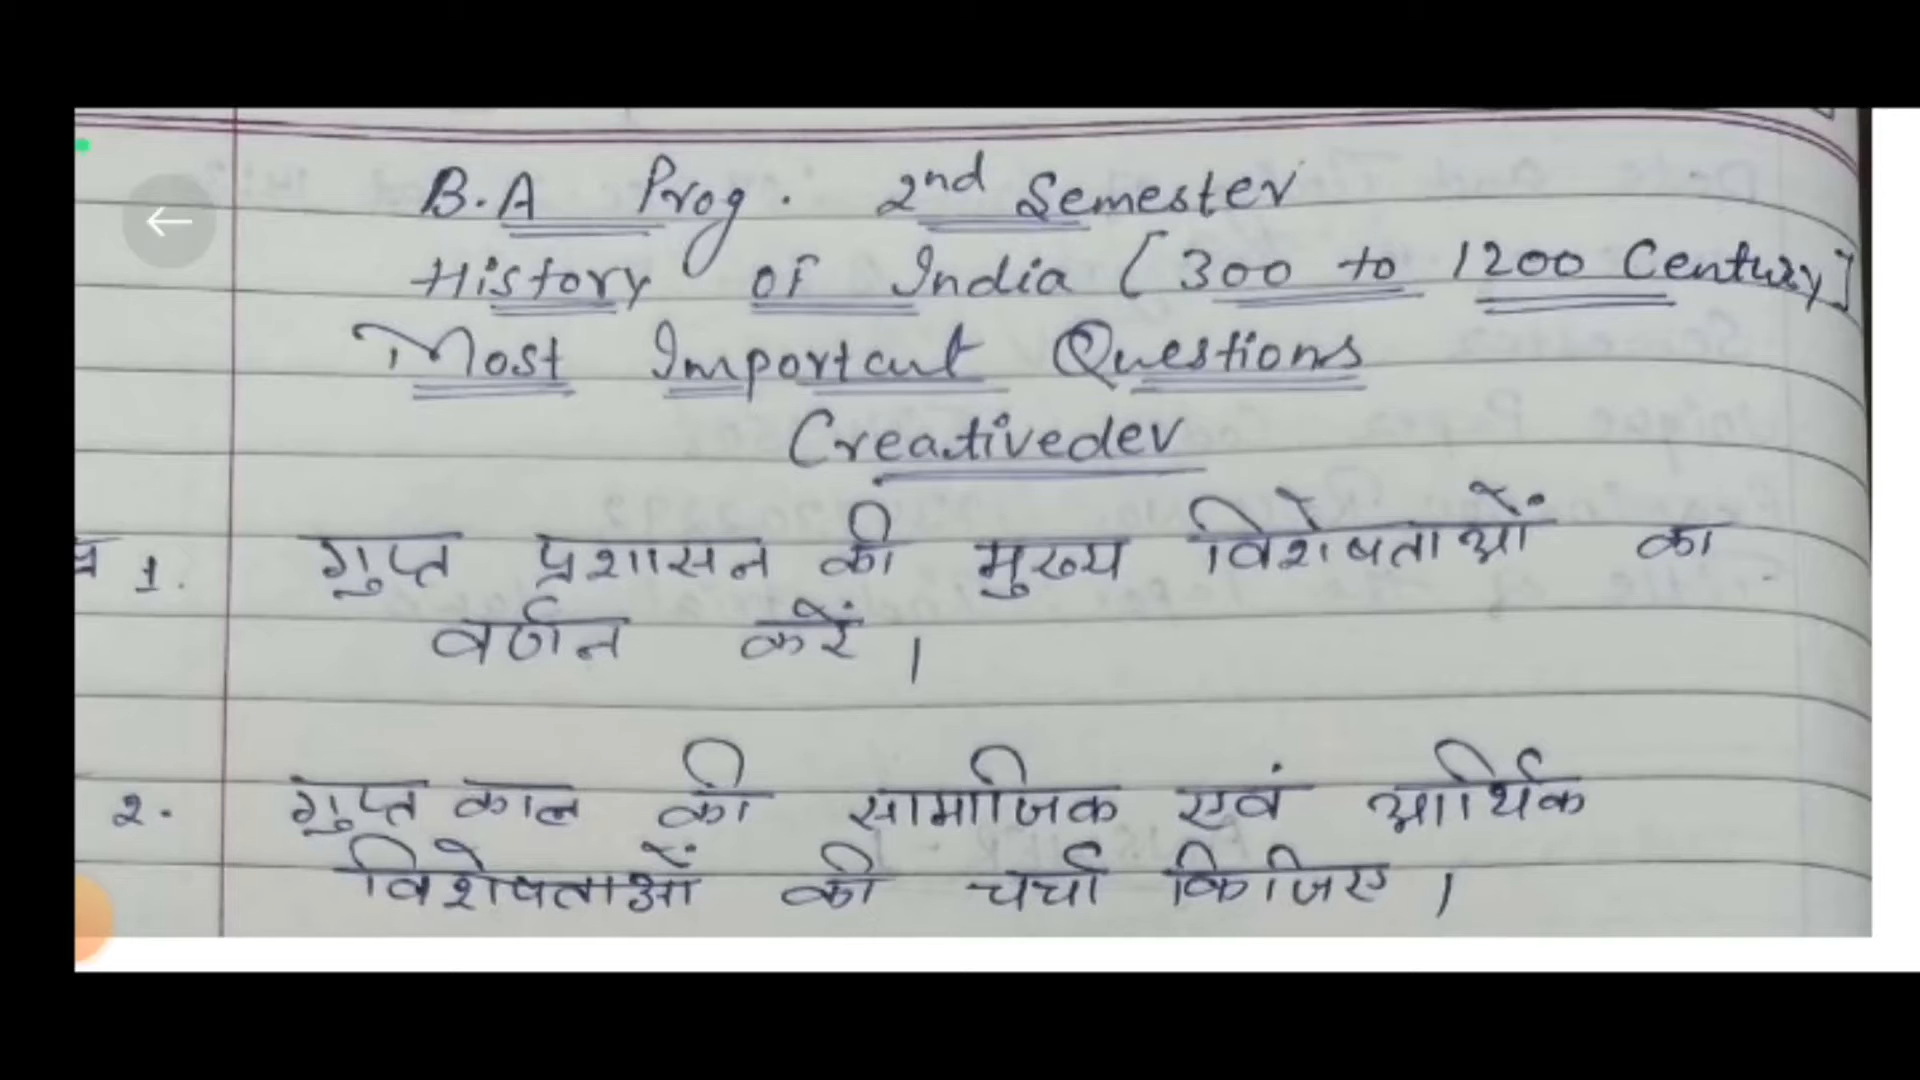 B.A Prog. 2nd Semester
History of India [300 to 1200 Century]
Most Important Questions
Creativedev
प्र 1. गुप्त प्रशासन की मुख्य विशेषताओं का
वर्णन करें।
2. गुप्त काल की सामाजिक एवं आर्थिक
विशेषताओं की चर्चा किजिए।